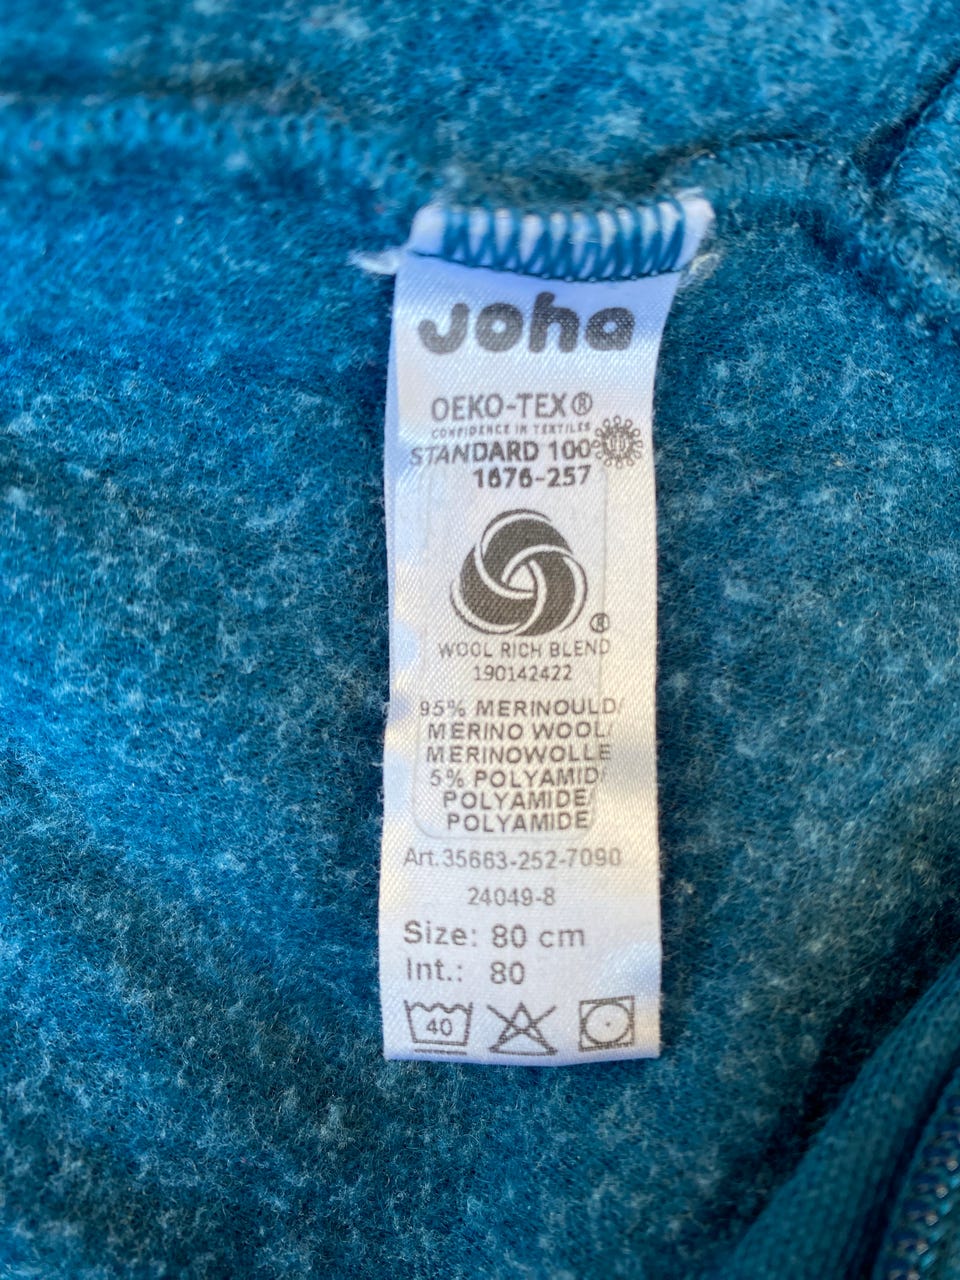 Joha
OEKO-TEX®
CONFIDENCE IN TEXTILES
STANDARD 100
1676-257
®
WOOL RICH BLEND
190142422
95% MERINOULD/
MERINO WOOL/
MERINOWOLLE
5% POLYAMID/
POLYAMIDE/
POLYAMIDE
Art.35663-252-7090
24049-8
Size: 80 cm
Int.: 80
40